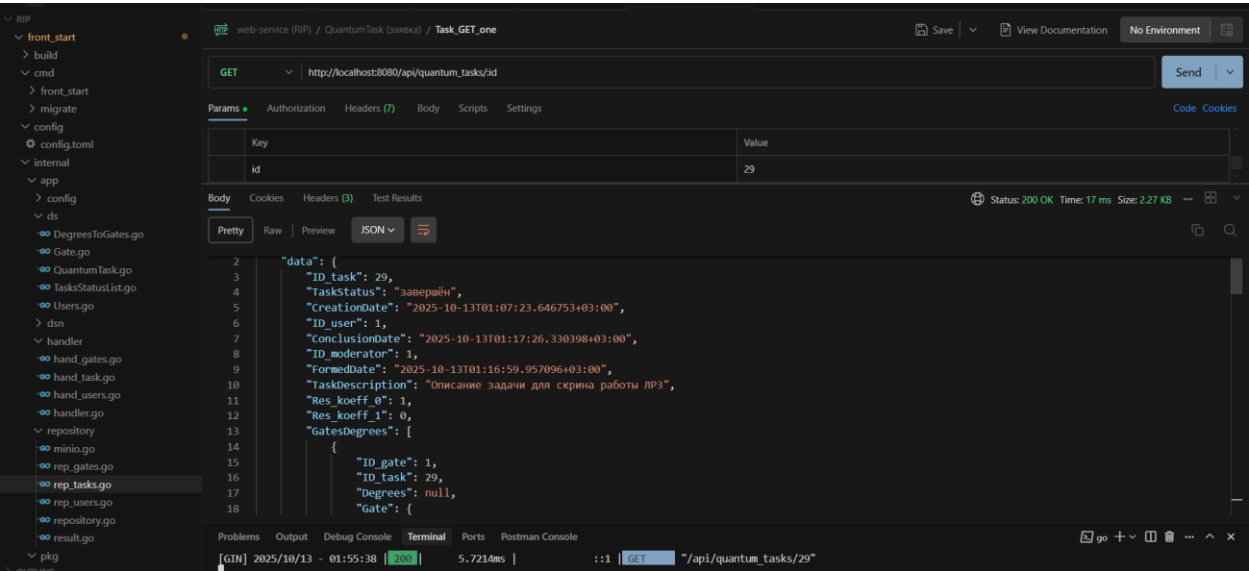 RIP
front_start
build
cmd
front_start
migrate
config
config.toml
internal
app
config
ds
DegreesToGates.go
Gate.go
QuantumTask.go
TasksStatusList.go
Users.go
dsn
handler
hand_gates.go
hand_task.go
hand_users.go
handler.go
repository
minio.go
rep_gates.go
rep_tasks.go
rep_users.go
repository.go
result.go
pkg
HTTP web-service (RIP) / QuantumTask (заявка) / Task_GET_one Save View Documentation No Environment
GET http://localhost:8080/api/quantum_tasks/:id Send
Params Authorization Headers (7) Body Scripts Settings Code Cookies
Key Value
id 29
Body Cookies Headers (3) Test Results Status: 200 OK Time: 17 ms Size: 2.27 KB
Pretty Raw Preview JSON
2 "data": {
3 "ID_task": 29,
4 "TaskStatus": "завершён",
5 "CreationDate": "2025-10-13T01:07:23.646753+03:00",
6 "ID_user": 1,
7 "ConclusionDate": "2025-10-13T01:17:26.330398+03:00",
8 "ID_moderator": 1,
9 "FormedDate": "2025-10-13T01:16:59.957096+03:00",
10 "TaskDescription": "Описание задачи для скрина работы ЛР3",
11 "Res_koeff_0": 1,
12 "Res_koeff_1": 0,
13 "GatesDegrees": [
14 {
15 "ID_gate": 1,
16 "ID_task": 29,
17 "Degrees": null,
18 "Gate": {
Problems Output Debug Console Terminal Ports Postman Console go
[GIN] 2025/10/13 - 01:55:38 | 200 | 5.7214ms | ::1 | GET "/api/quantum_tasks/29"